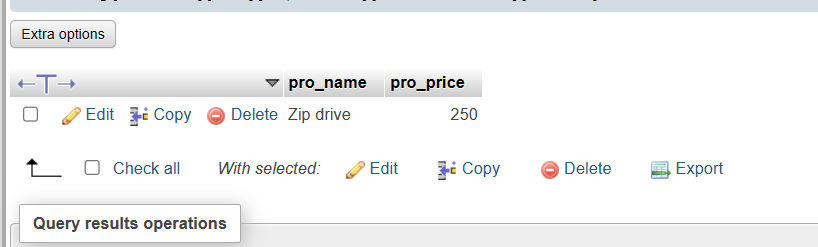 Extra options
pro_name pro_price
Edit Copy Delete Zip drive 250
Check all With selected: Edit Copy Delete Export
Query results operations